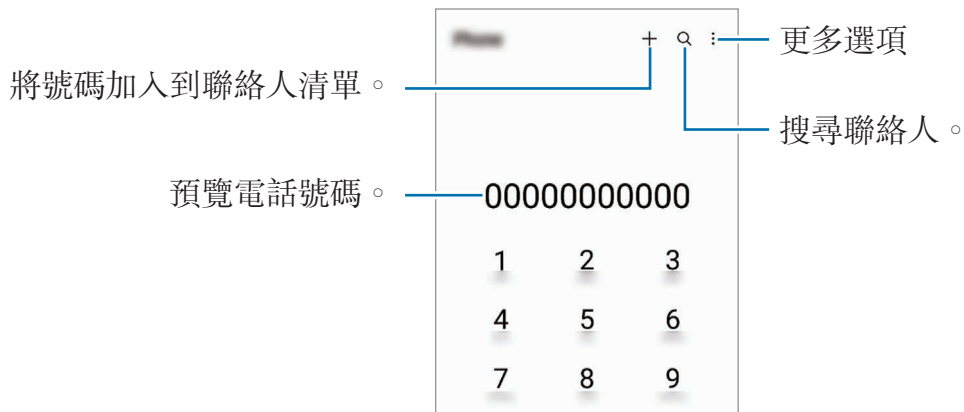 Phone
更多選項
將號碼加入到聯絡人清單。
搜尋聯絡人。
預覽電話號碼。
00000000000
1 2 3
4 5 6
7 8 9